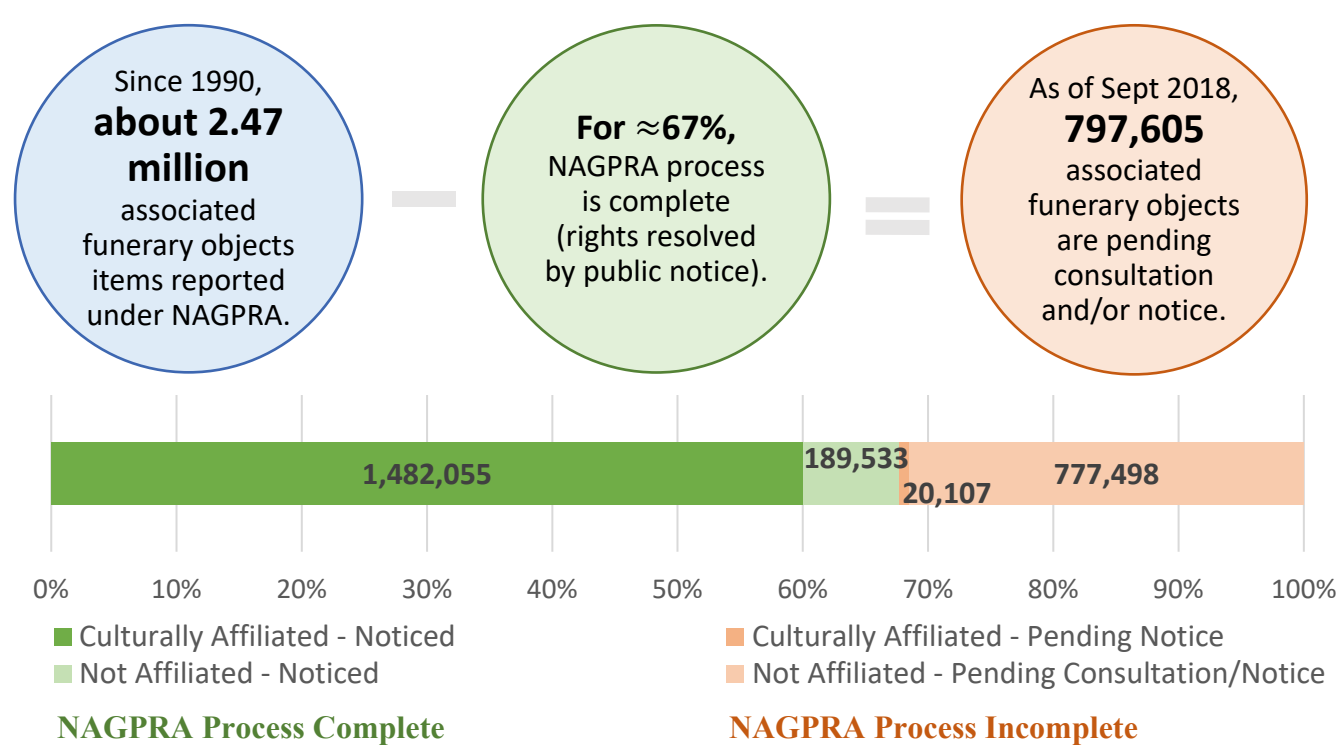 Since 1990,
about 2.47
million
associated
funerary objects
items reported
under NAGPRA.
For ≈67%,
NAGPRA process
is complete
(rights resolved
by public notice).
As of Sept 2018,
797,605
associated
funerary objects
are pending
consultation
and/or notice.
1,482,055
189,533
20,107
777,498
0% 10% 20% 30% 40% 50% 60% 70% 80% 90% 100%
Culturally Affiliated - Noticed
Not Affiliated - Noticed
Culturally Affiliated - Pending Notice
Not Affiliated - Pending Consultation/Notice
NAGPRA Process Complete
NAGPRA Process Incomplete